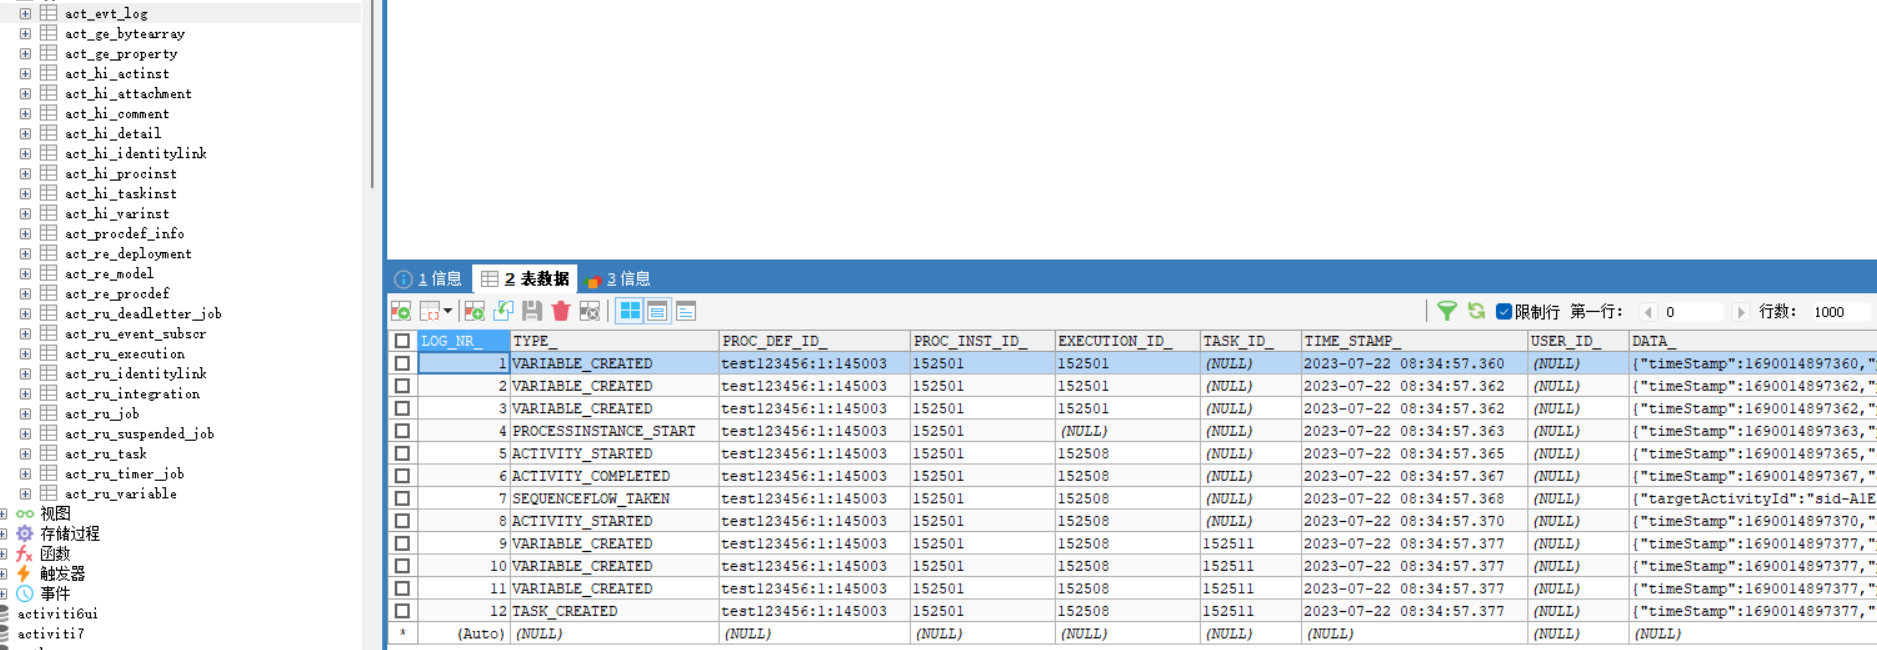 act_evt_log
act_ge_bytearray
act_ge_property
act_hi_actinst
act_hi_attachment
act_hi_comment
act_hi_detail
act_hi_identitylink
act_hi_procinst
act_hi_taskinst
act_hi_varinst
act_procdef_info
act_re_deployment
act_re_model
act_re_procdef
act_ru_deadletter_job
act_ru_event_subscr
act_ru_execution
act_ru_identitylink
act_ru_integration
act_ru_job
act_ru_suspended_job
act_ru_task
act_ru_timer_job
act_ru_variable
视图
存储过程
函数
触发器
事件
activiti6ui
activiti7
1 信息 2 表数据 3 信息
限制行 第一行: 0 行数: 1000
LOG_NR_ TYPE_ PROC_DEF_ID_ PROC_INST_ID_ EXECUTION_ID_ TASK_ID_ TIME_STAMP_ USER_ID_ DATA_
1 VARIABLE_CREATED test123456:1:145003 152501 152501 (NULL) 2023-07-22 08:34:57.360 (NULL) {"timeStamp":1690014897360,"
2 VARIABLE_CREATED test123456:1:145003 152501 152501 (NULL) 2023-07-22 08:34:57.362 (NULL) {"timeStamp":1690014897362,"
3 VARIABLE_CREATED test123456:1:145003 152501 152501 (NULL) 2023-07-22 08:34:57.362 (NULL) {"timeStamp":1690014897362,"
4 PROCESSINSTANCE_START test123456:1:145003 152501 (NULL) (NULL) 2023-07-22 08:34:57.363 (NULL) {"timeStamp":1690014897363,"
5 ACTIVITY_STARTED test123456:1:145003 152501 152508 (NULL) 2023-07-22 08:34:57.365 (NULL) {"timeStamp":1690014897365,"
6 ACTIVITY_COMPLETED test123456:1:145003 152501 152508 (NULL) 2023-07-22 08:34:57.367 (NULL) {"timeStamp":1690014897367,"
7 SEQUENCEFLOW_TAKEN test123456:1:145003 152501 152508 (NULL) 2023-07-22 08:34:57.368 (NULL) {"targetActivityId":"sid-A1E
8 ACTIVITY_STARTED test123456:1:145003 152501 152508 (NULL) 2023-07-22 08:34:57.370 (NULL) {"timeStamp":1690014897370,"
9 VARIABLE_CREATED test123456:1:145003 152501 152508 152511 2023-07-22 08:34:57.377 (NULL) {"timeStamp":1690014897377,"
10 VARIABLE_CREATED test123456:1:145003 152501 152508 152511 2023-07-22 08:34:57.377 (NULL) {"timeStamp":1690014897377,"
11 VARIABLE_CREATED test123456:1:145003 152501 152508 152511 2023-07-22 08:34:57.377 (NULL) {"timeStamp":1690014897377,"
12 TASK_CREATED test123456:1:145003 152501 152508 152511 2023-07-22 08:34:57.377 (NULL) {"timeStamp":1690014897377,"
* (Auto) (NULL) (NULL) (NULL) (NULL) (NULL) (NULL) (NULL) (NULL)